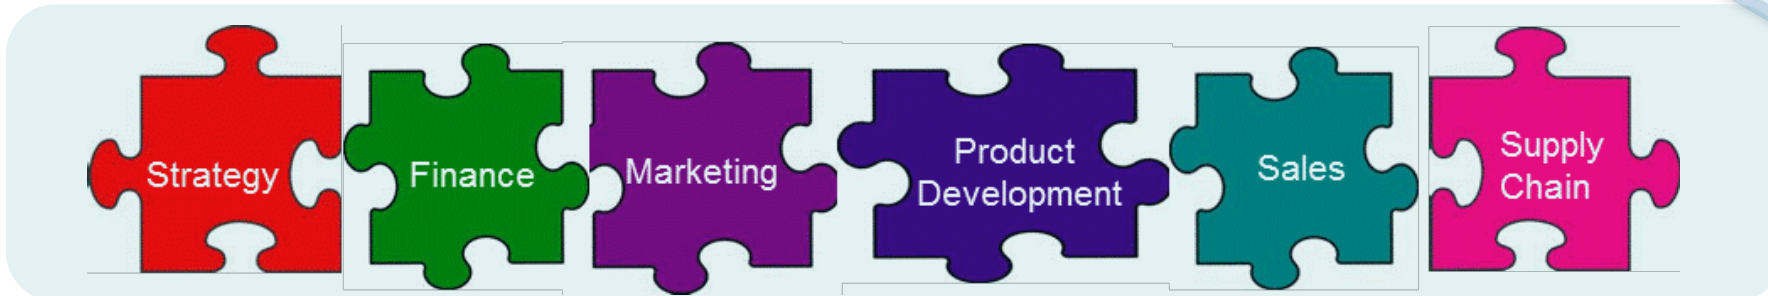 Strategy
Finance
Marketing
Product
Development
Sales
Supply
Chain